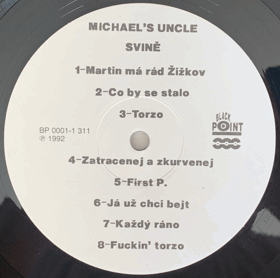 MICHAEL'S UNCLE
SVINĚ
1-Martin má rád Žižkov
2-Co by se stalo
3-Torzo
BLACK
POINT
BP 0001-1 311
℗ 1992
4-Zatracenej a zkurvenej
5-First P.
6-Já už chci bejt
7-Každý ráno
8-Fuckin' torzo